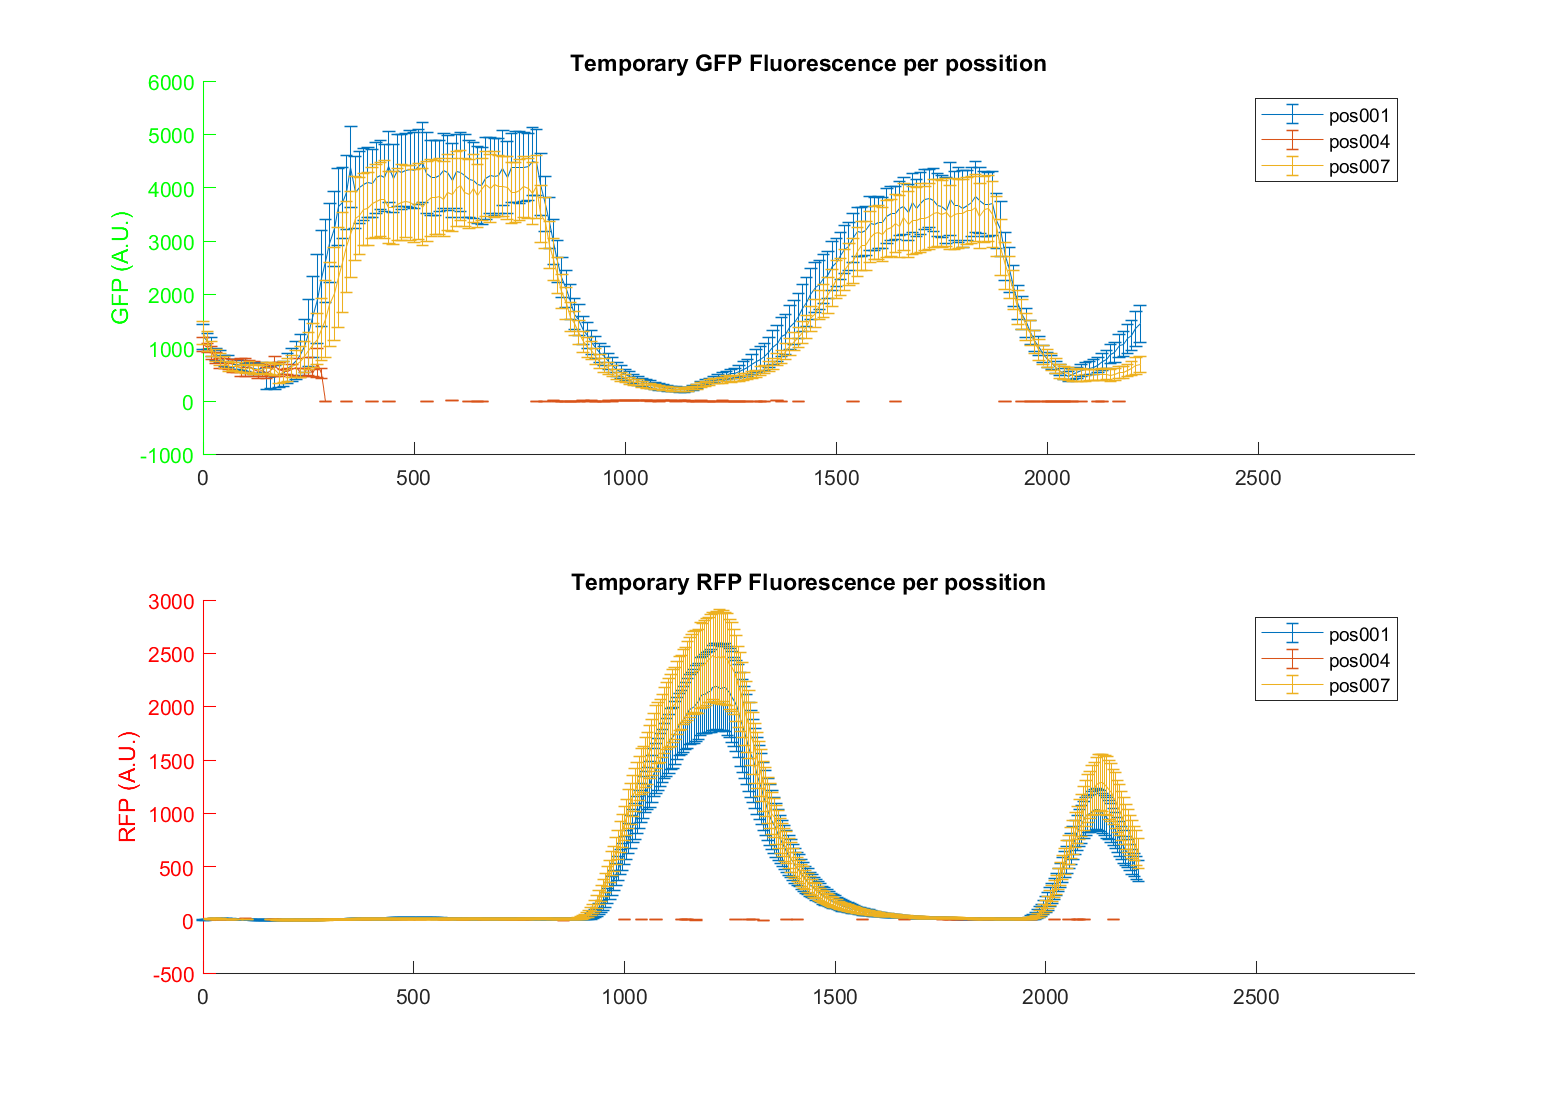 Temporary GFP Fluorescence per possition
6000
5000
4000
3000
2000
1000
0
-1000
GFP (A.U.)
0 500 1000 1500 2000 2500
pos001
pos004
pos007
Temporary RFP Fluorescence per possition
3000
2500
2000
1500
1000
500
0
-500
RFP (A.U.)
0 500 1000 1500 2000 2500
pos001
pos004
pos007